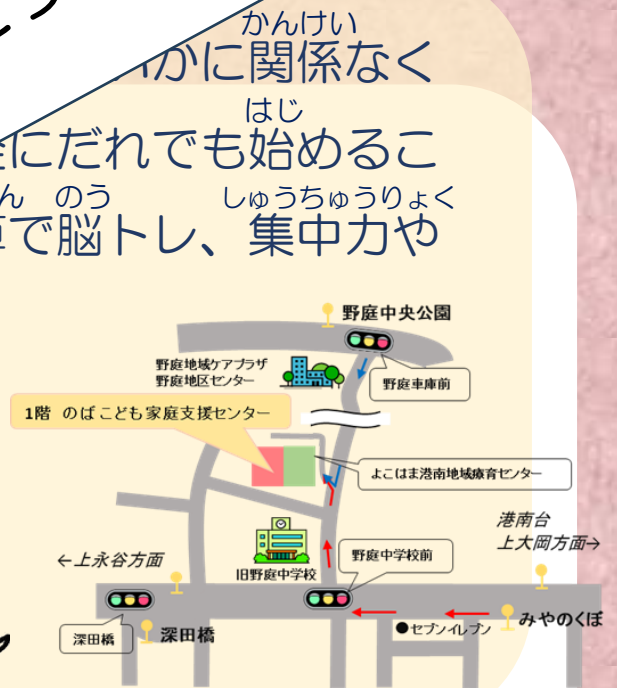 かんけい
かに関係なく
はじ
にだれでも始めるこ
ん のう しゅうちゅうりょく
で脳トレ、集中力や
野庭中央公園
野庭地域ケアプラザ
野庭地区センター
野庭車庫前
1階 のばこども家庭支援センター
よこはま港南地域療育センター
港南台
上大岡方面→
←上永谷方面
旧野庭中学校
野庭中学校前
深田橋
深田橋
●セブンイレブン
みやのくぼ